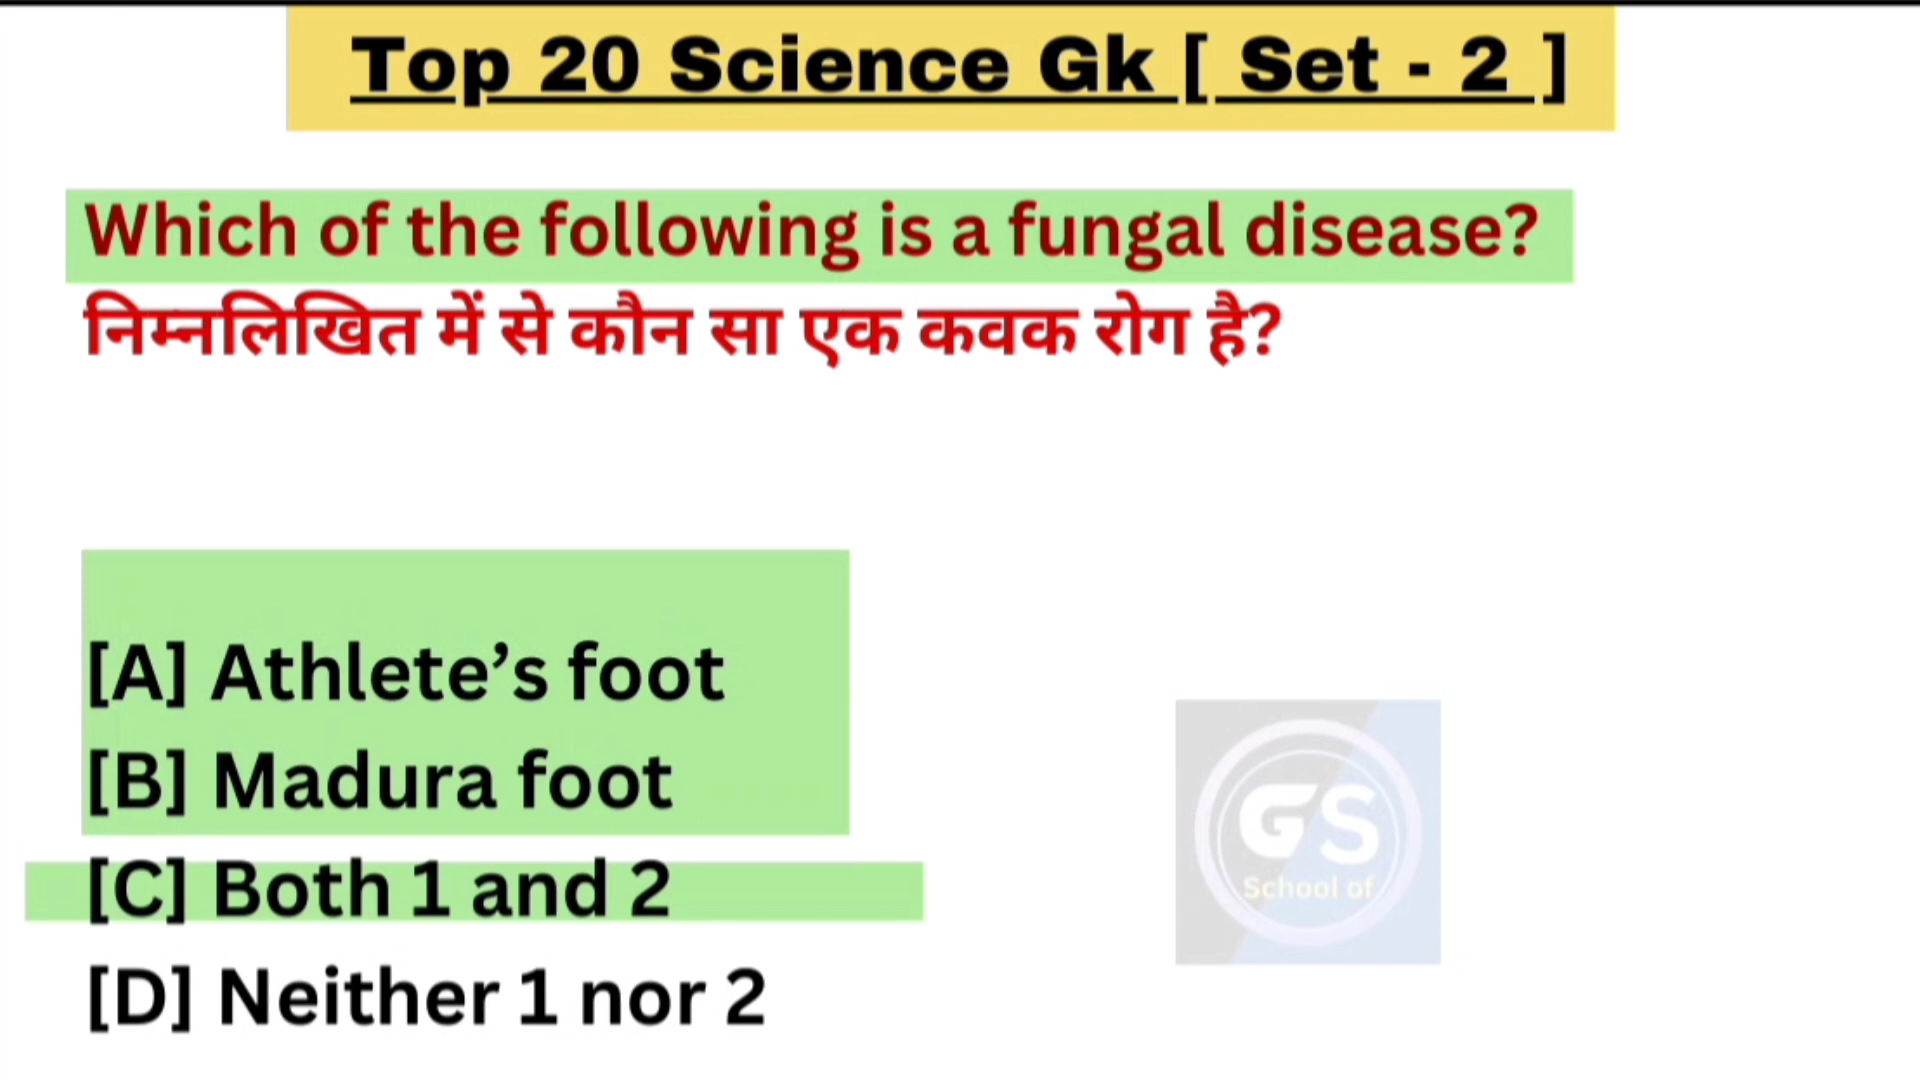 Top 20 Science Gk [ Set - 2 ]
Which of the following is a fungal disease?
निम्नलिखित में से कौन सा एक कवक रोग है?
[A] Athlete’s foot
[B] Madura foot
[C] Both 1 and 2
[D] Neither 1 nor 2
GS
School of